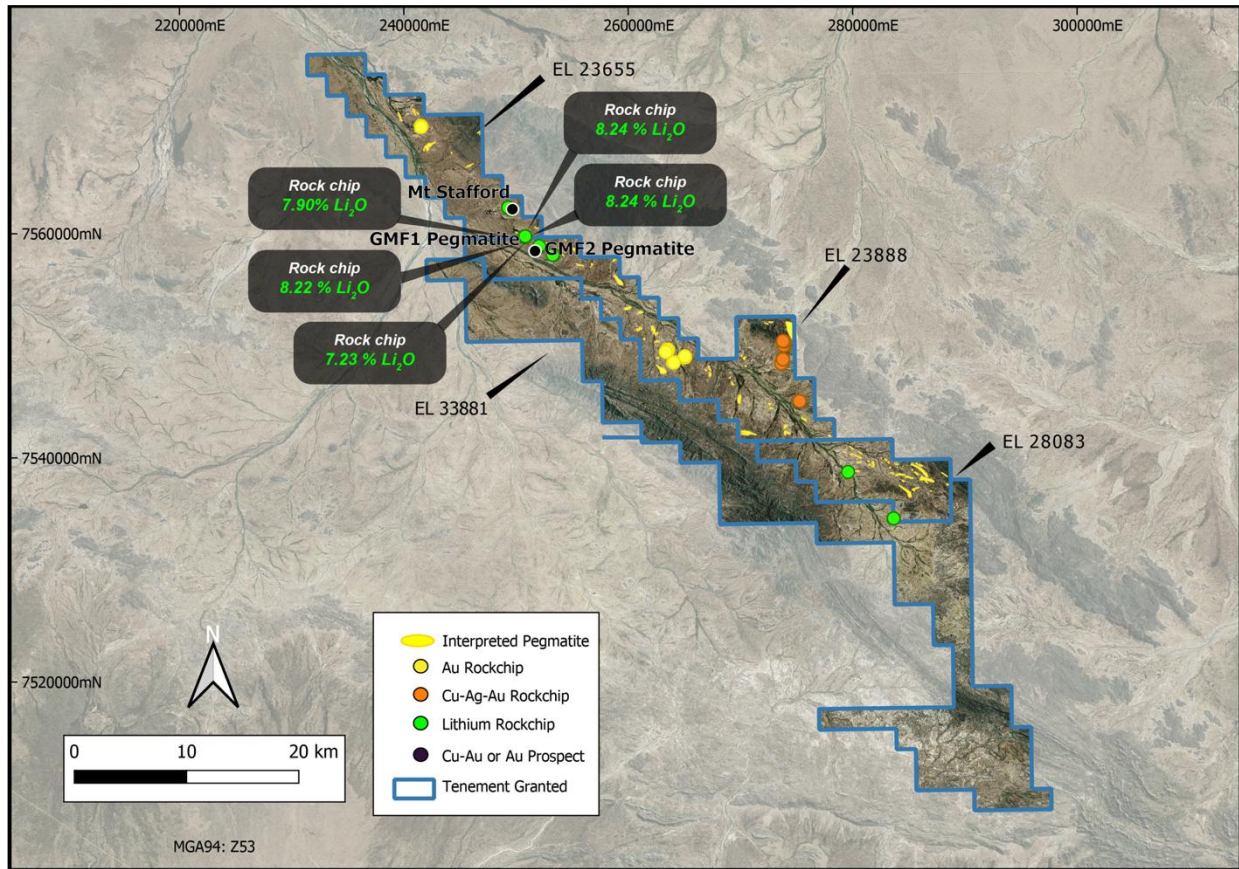 220000mE
240000mE
260000mE
280000mE
300000mE
EL 23655
Rock chip
8.24 % Li₂O
Rock chip
7.90% Li₂O
Mt Stafford
Rock chip
8.24 % Li₂O
7560000mN
GMF1 Pegmatite
GMF2 Pegmatite
EL 23888
Rock chip
8.22 % Li₂O
Rock chip
7.23 % Li₂O
EL 33881
EL 28083
7540000mN
N
7520000mN
Interpreted Pegmatite
Au Rockchip
Cu-Ag-Au Rockchip
Lithium Rockchip
Cu-Au or Au Prospect
Tenement Granted
0
10
20 km
MGA94: Z53